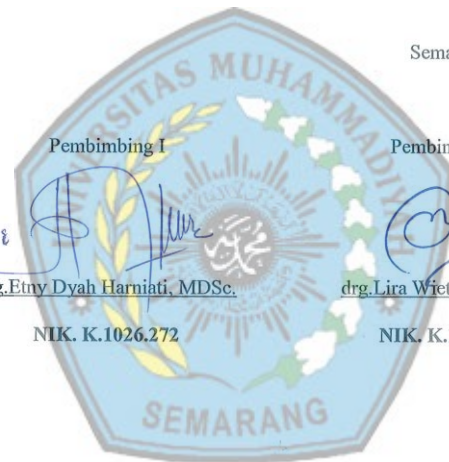 Sema
UNIVERSITAS MUHAMMADIYAH
Pembimbing I
Pembim
g.Etny Dyah Harniati, MDSc.
drg.Lira Wiet
NIK. K.1026.272
NIK. K.
SEMARANG